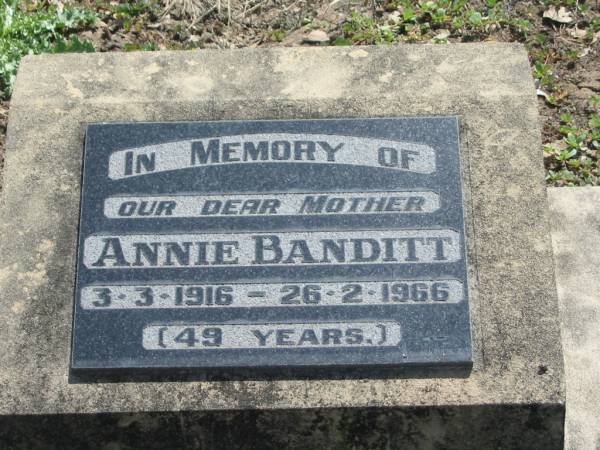 IN MEMORY OF
OUR DEAR MOTHER
ANNIE BANDITT
3·3·1916 – 26·2·1966
(49 YEARS.)